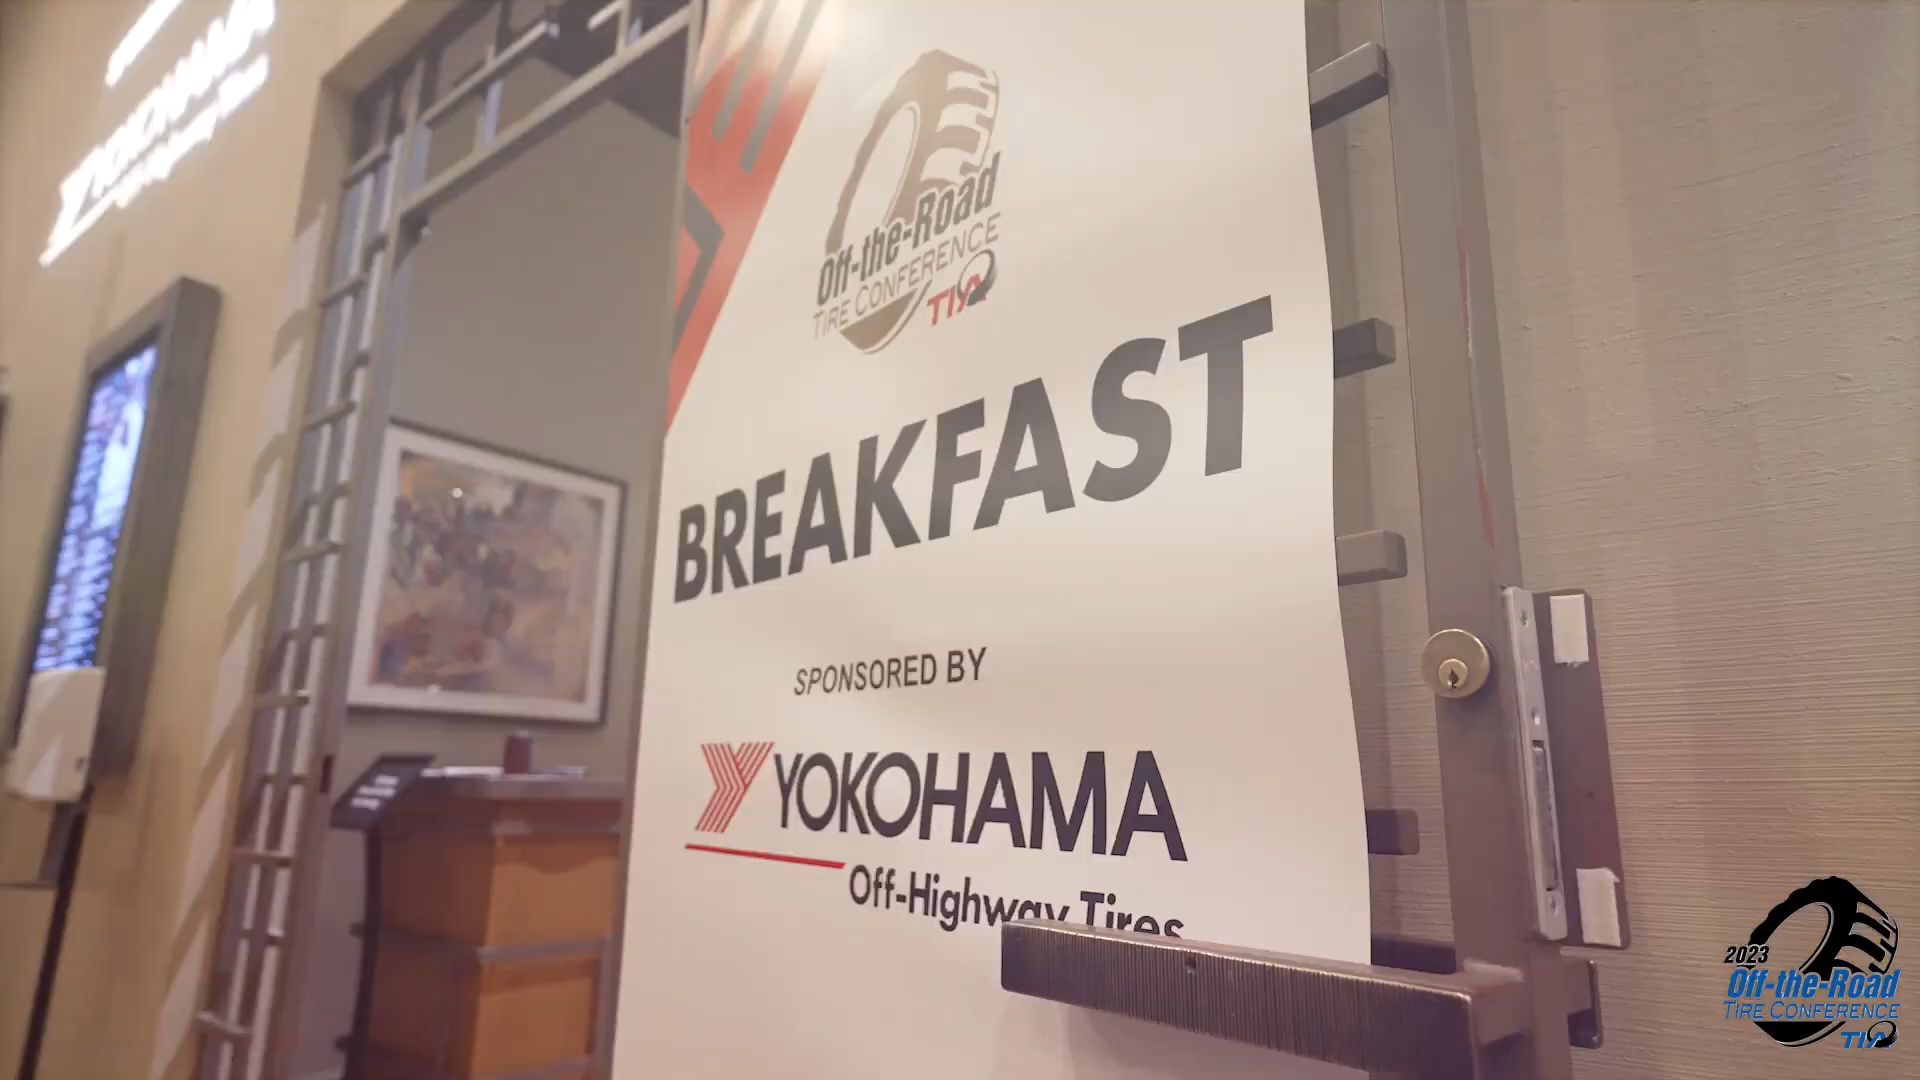 YOKOHAMA
Off-the-Road
TIRE CONFERENCE
TIA
BREAKFAST
SPONSORED BY
YOKOHAMA
Off-Highway Tires
2023
Off-the-Road
TIRE CONFERENCE
TIA